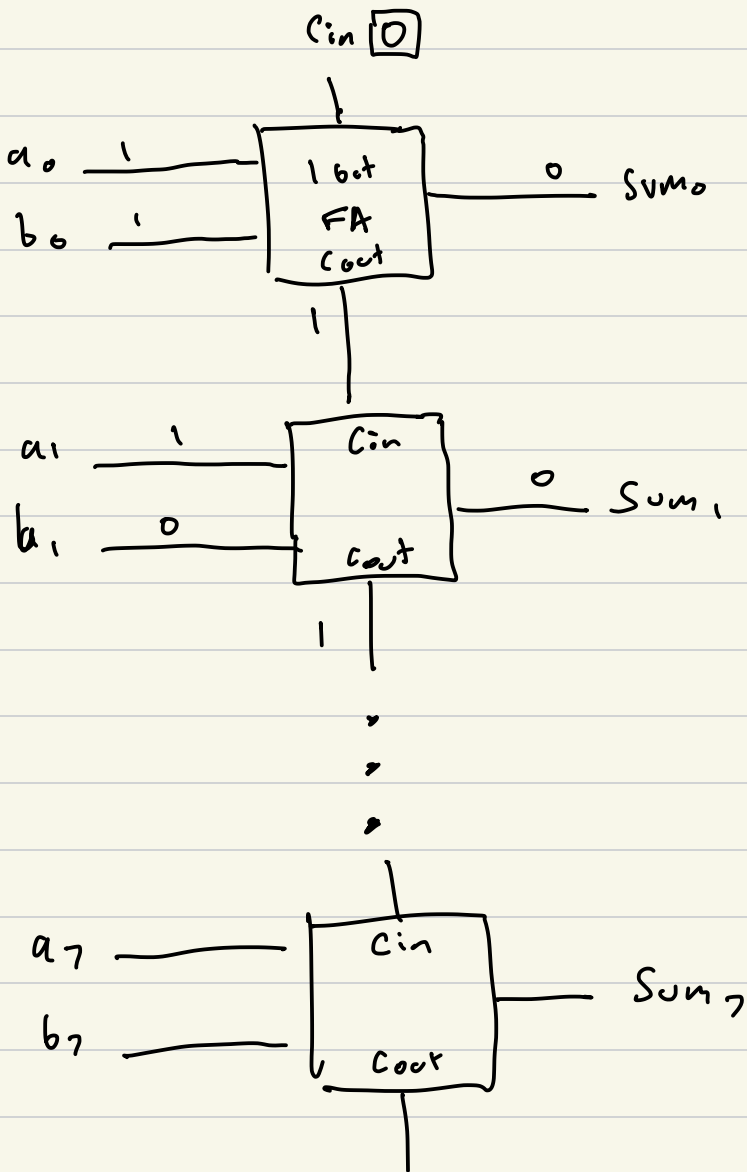 Cin 0
a0 1
1 bit
0 Sum0
b0 1
FA
Cout
1
a1 1
Cin
0 Sum1
b1 0
Cout
1
a7
Cin
Sum7
b7
Cout